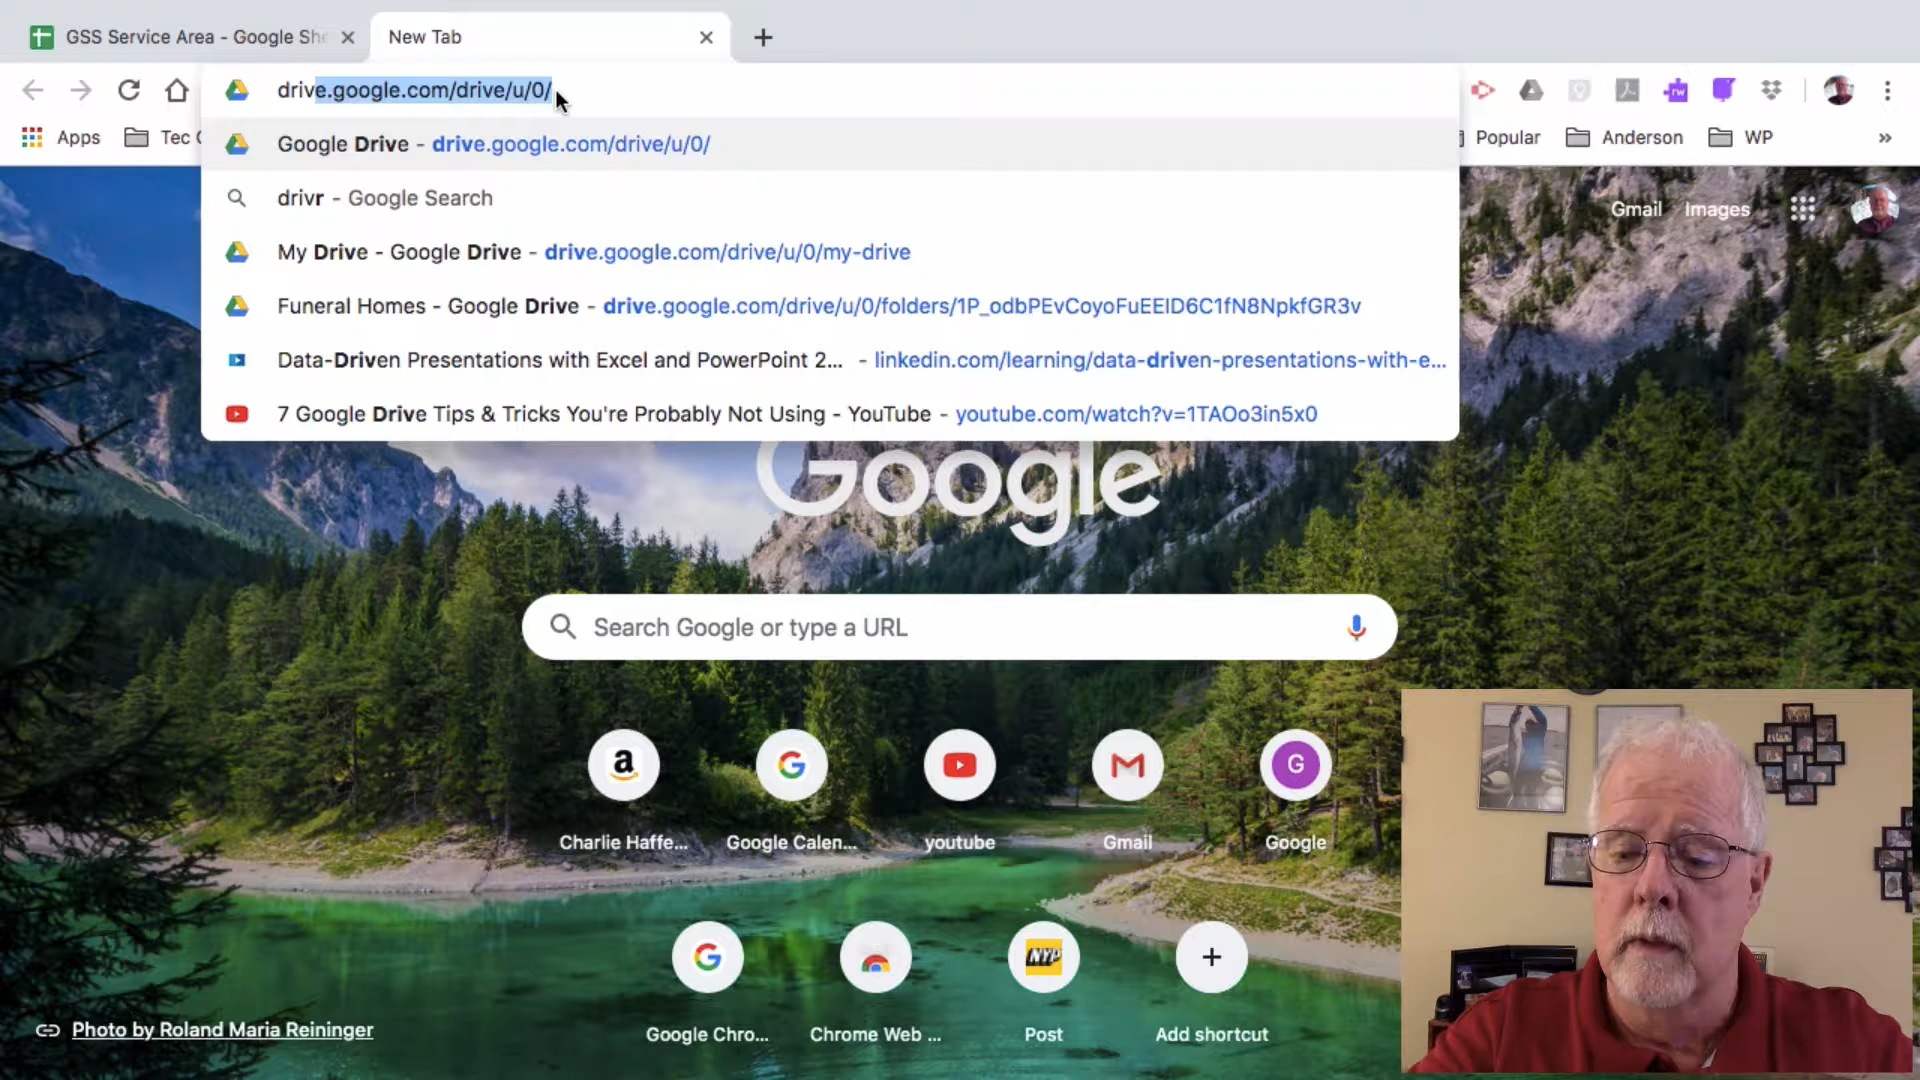 GSS Service Area - Google She
New Tab
drive.google.com/drive/u/0/
Apps
Tec
Popular
Anderson
WP
Google Drive - drive.google.com/drive/u/0/
drivr - Google Search
My Drive - Google Drive - drive.google.com/drive/u/0/my-drive
Funeral Homes - Google Drive - drive.google.com/drive/u/0/folders/1P_odbPEvCoyoFuEElD6C1fN8NpkfGR3v
Data-Driven Presentations with Excel and PowerPoint 2... - linkedin.com/learning/data-driven-presentations-with-e...
7 Google Drive Tips & Tricks You're Probably Not Using - YouTube - youtube.com/watch?v=1TAOo3in5x0
Gmail
Images
Google
Search Google or type a URL
a
G
Charlie Haffe...
Google Calen...
youtube
Gmail
Google
NYP
Google Chro...
Chrome Web ...
Post
Add shortcut
Photo by Roland Maria Reininger